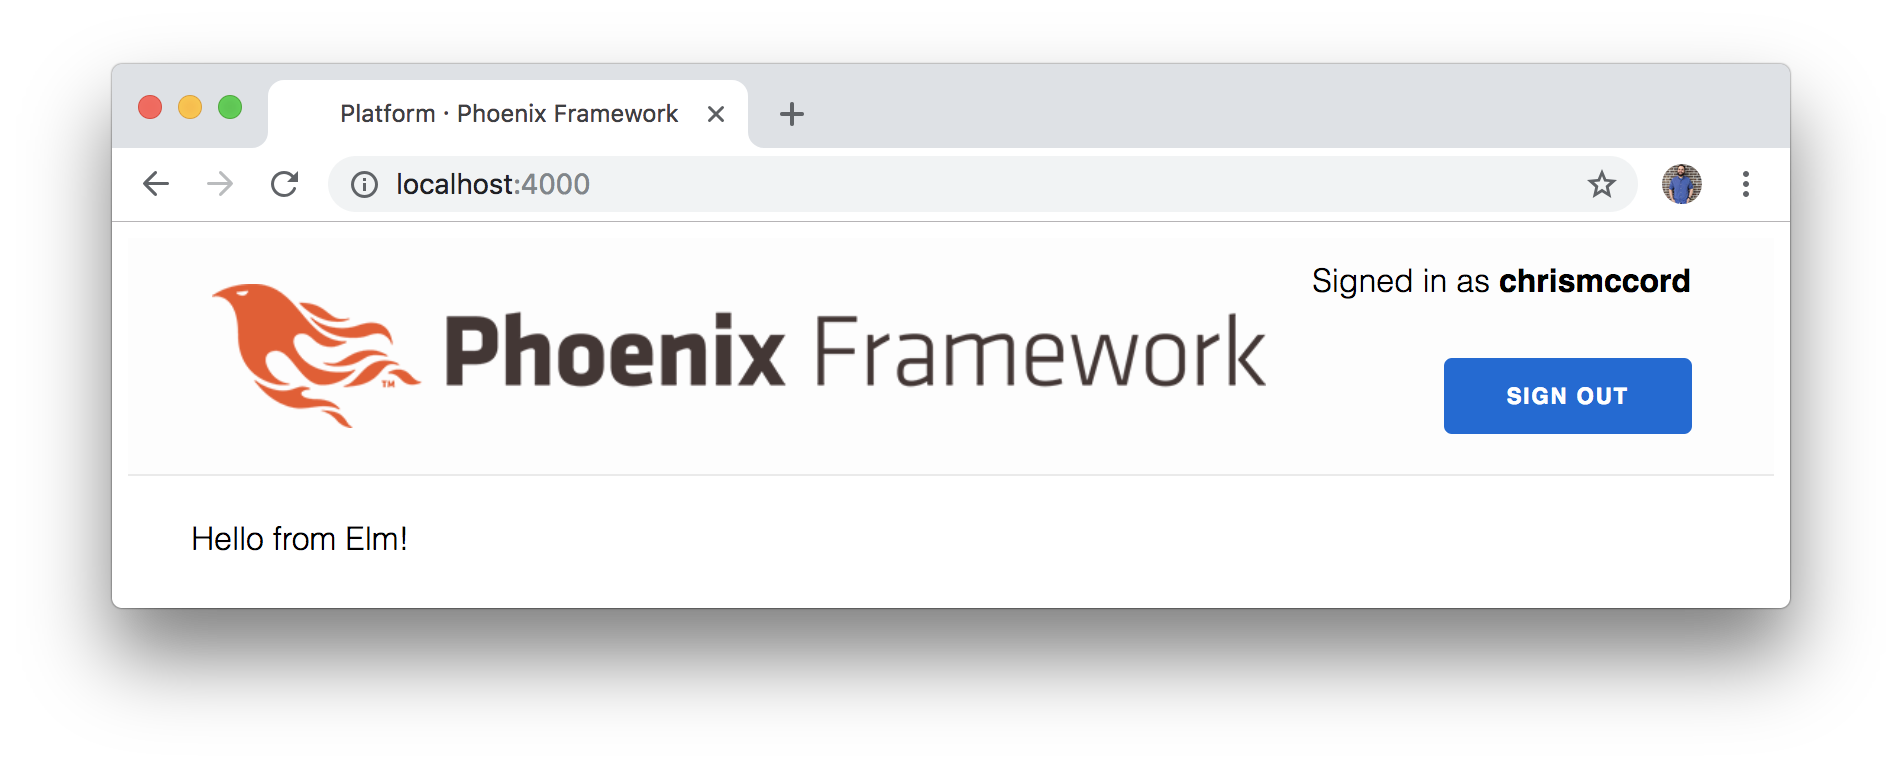 Platform · Phoenix Framework
localhost:4000
Signed in as chrismccord
Phoenix Framework
TM
SIGN OUT
Hello from Elm!